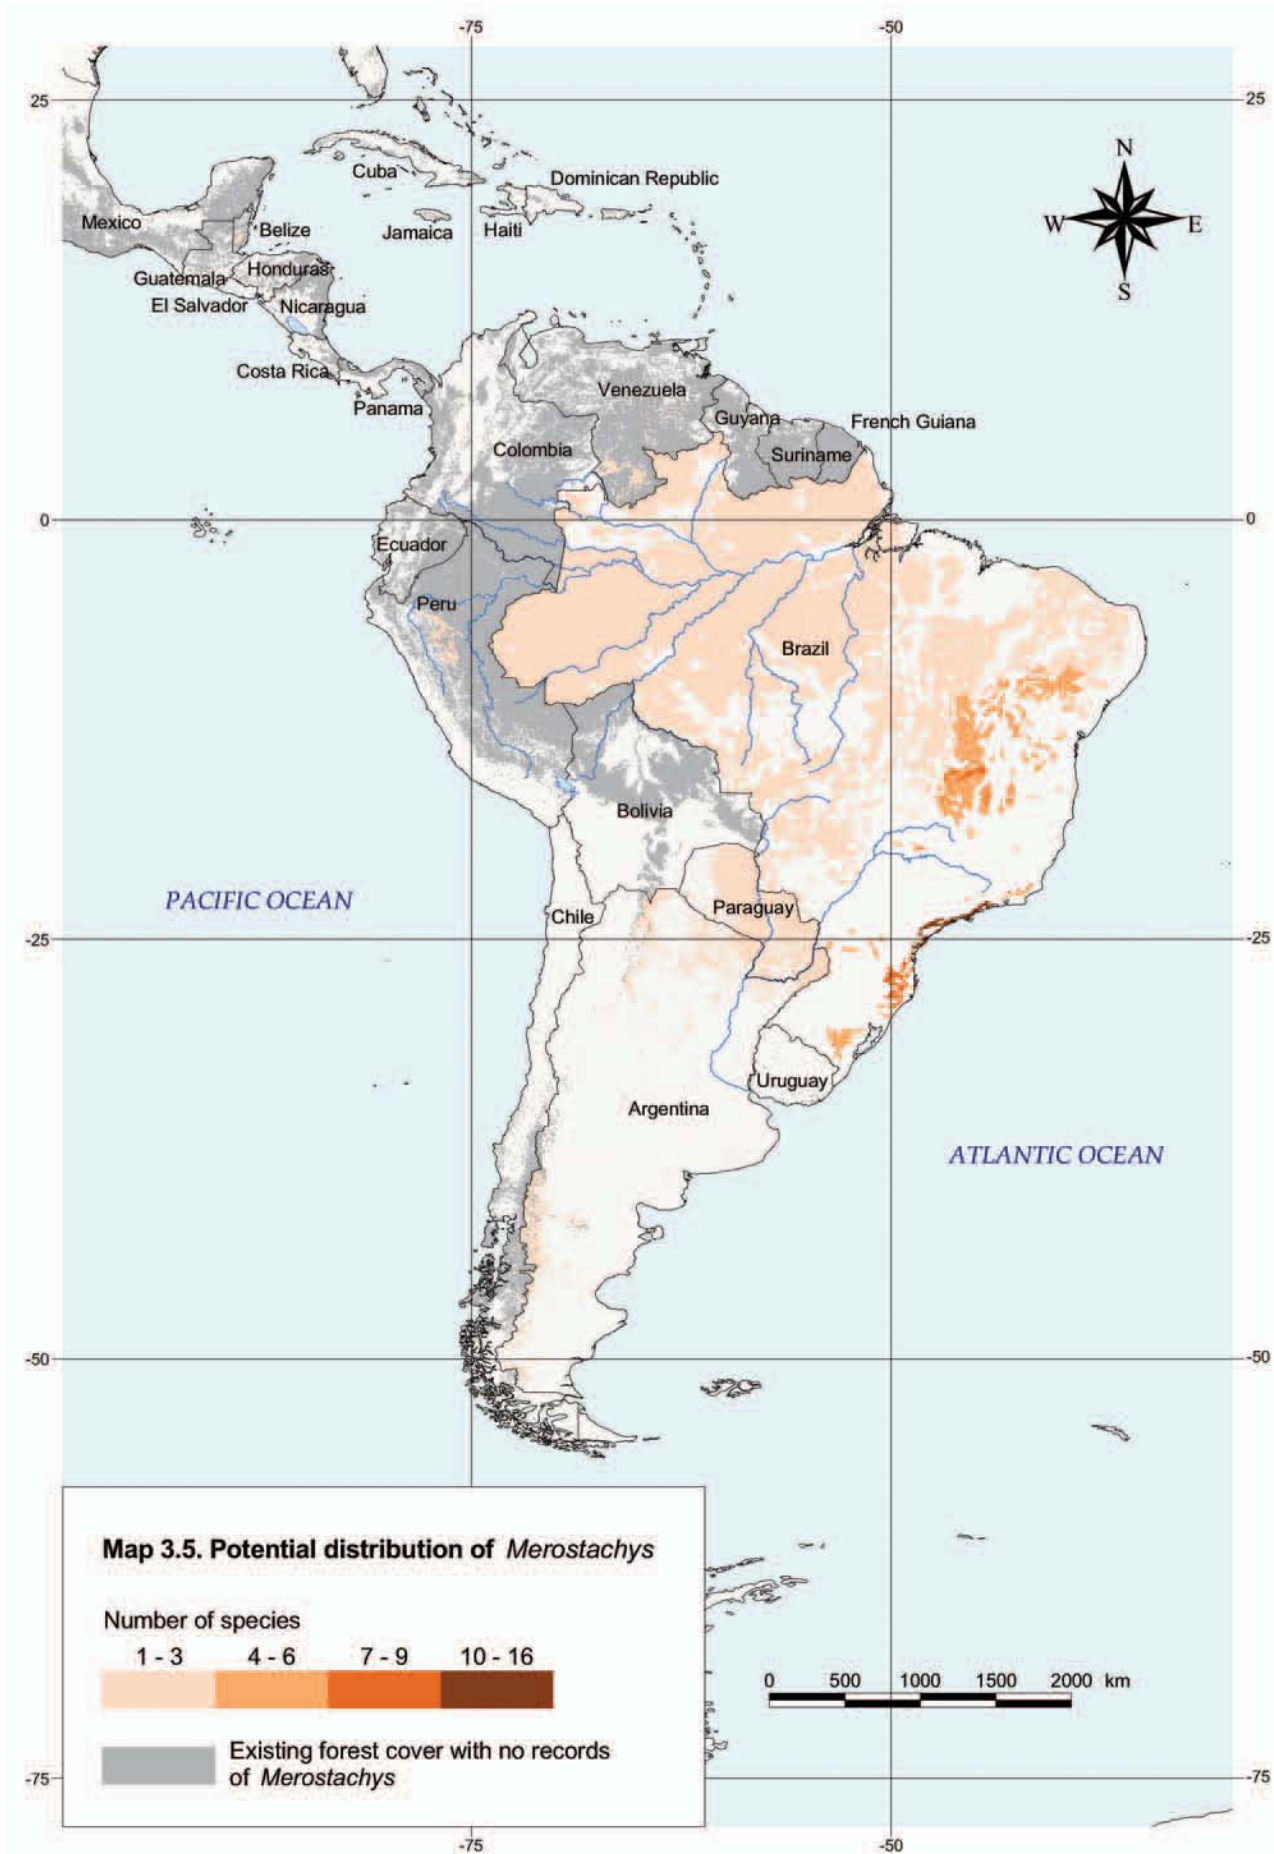 -75 -50
25 25
N
Cuba
Dominican Republic
Mexico
Belize
Jamaica
Haiti
W E
Guatemala
Honduras
El Salvador
Nicaragua
S
Costa Rica
Panama
Venezuela
Guyana
French Guiana
Colombia
Suriname
0 0
Ecuador
Peru
Brazil
Bolivia
PACIFIC OCEAN
Chile
Paraguay
-25 -25
Uruguay
Argentina
ATLANTIC OCEAN
-50 -50
Map 3.5. Potential distribution of Merostachys
Number of species
1 - 3 4 - 6 7 - 9 10 - 16
0 500 1000 1500 2000 km
Existing forest cover with no records
of Merostachys
-75 -75
-75 -50